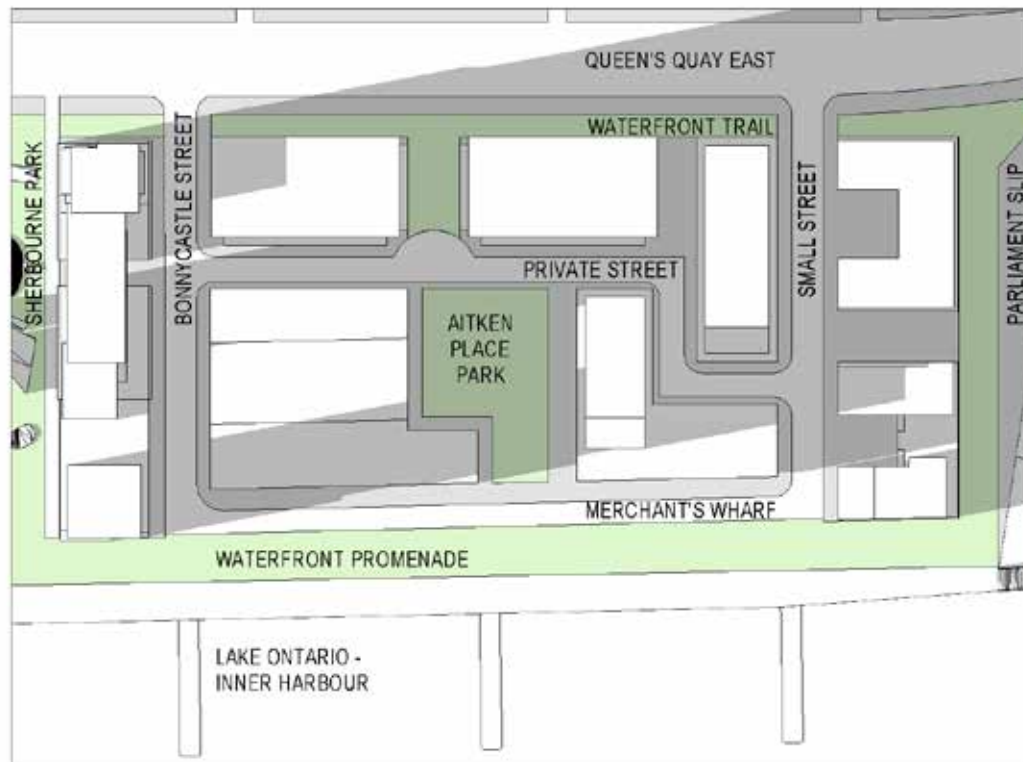 QUEEN'S QUAY EAST
WATERFRONT TRAIL
SHERBOURNE PARK
BONNYCASTLE STREET
SMALL STREET
PARLIAMENT SLIP
PRIVATE STREET
AITKEN
PLACE
PARK
MERCHANT'S WHARF
WATERFRONT PROMENADE
LAKE ONTARIO -
INNER HARBOUR